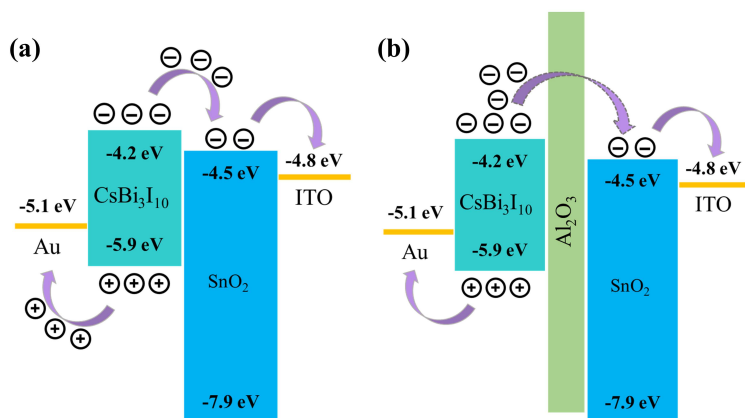 (a)
-4.2 eV
CsBi₃I₁₀
-5.9 eV
-5.1 eV
Au
-4.5 eV
SnO₂
-7.9 eV
-4.8 eV
ITO
(b)
-4.2 eV
CsBi₃I₁₀
-5.9 eV
-5.1 eV
Au
Al₂O₃
-4.5 eV
SnO₂
-7.9 eV
-4.8 eV
ITO